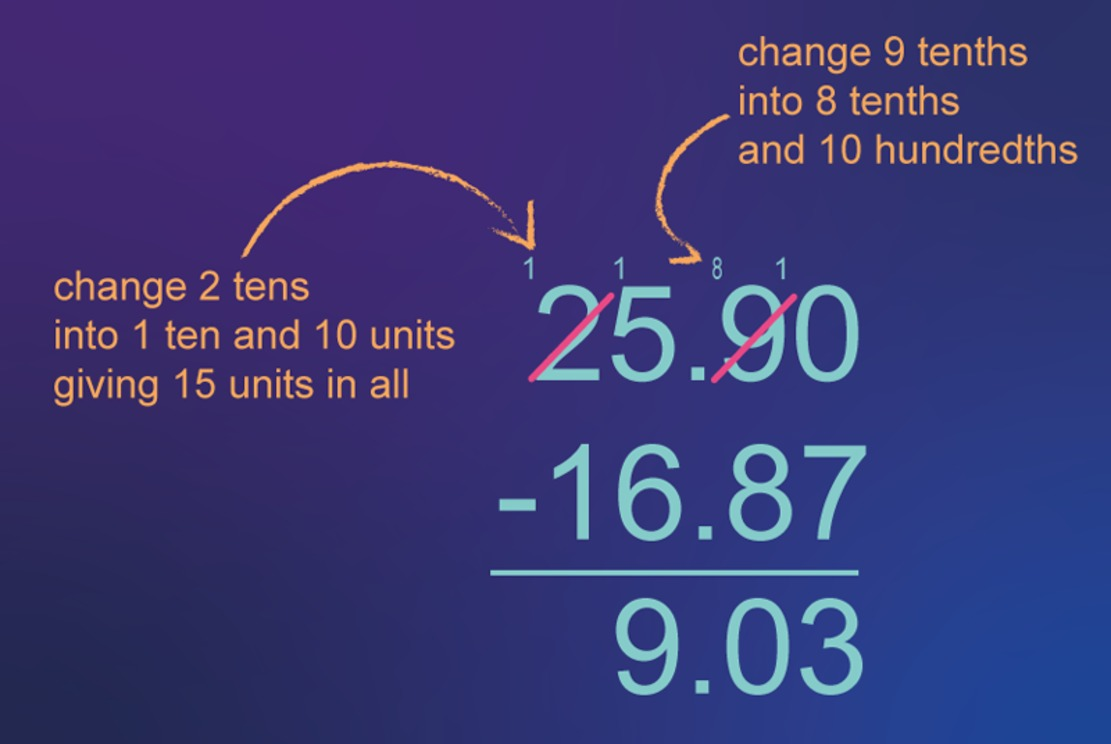 change 9 tenths
into 8 tenths
and 10 hundredths
change 2 tens
into 1 ten and 10 units
giving 15 units in all
1 1 8 1
25.90
-16.87
9.03